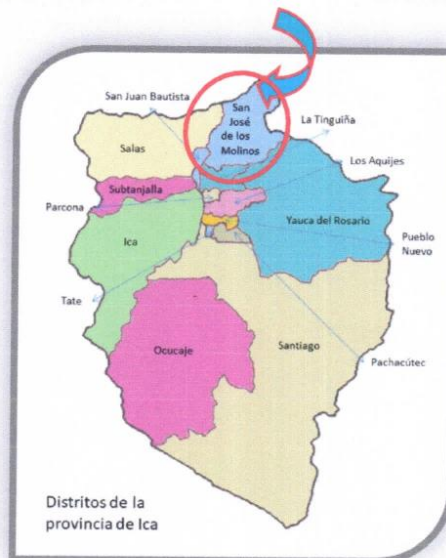 San Juan Bautista
San
José
de los
Molinos
La Tinguiña
Salas
Los Aquijes
Subtanjalla
Parcona
Yauca del Rosario
Ica
Pueblo
Nuevo
Tate
Santiago
Ocucaje
Pachacútec
Distritos de la
provincia de Ica